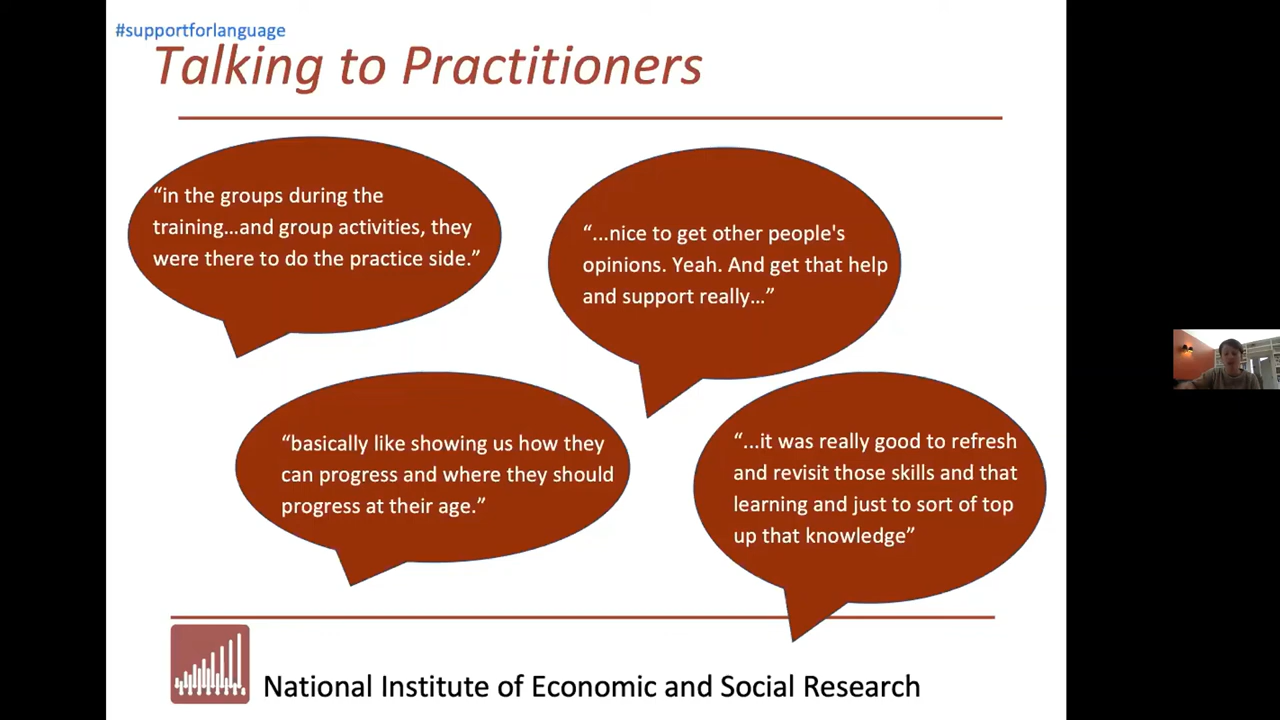 #supportforlanguage
Talking to Practitioners
“in the groups during the
training…and group activities, they
were there to do the practice side.”
“...nice to get other people's
opinions. Yeah. And get that help
and support really…”
“basically like showing us how they
can progress and where they should
progress at their age.”
“...it was really good to refresh
and revisit those skills and that
learning and just to sort of top
up that knowledge”
National Institute of Economic and Social Research